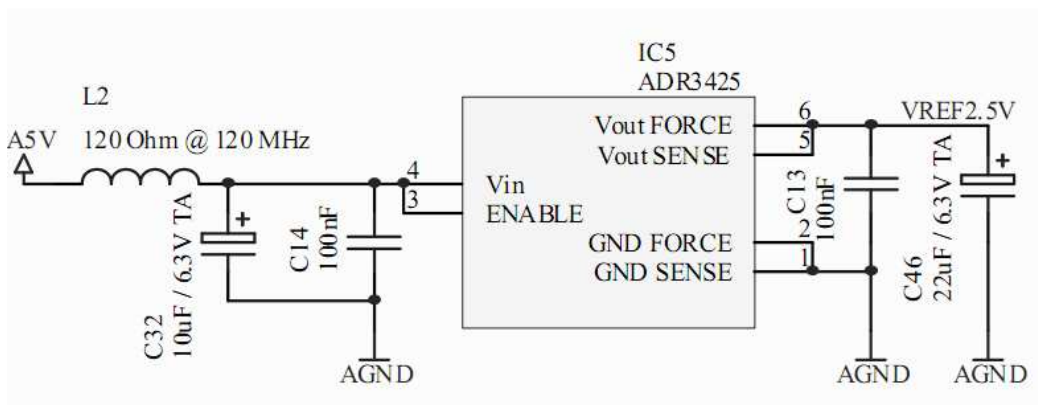 IC5
ADR3425
L2
A5V
120 Ohm @ 120 MHz
4
3
Vin
ENABLE
Vout FORCE
Vout SENSE
GND FORCE
GND SENSE
6
5
2
1
VREF2.5V
C32
10uF / 6.3V TA
+
C14
100nF
C13
100nF
C46
22uF / 6.3V TA
+
AGND
AGND
AGND